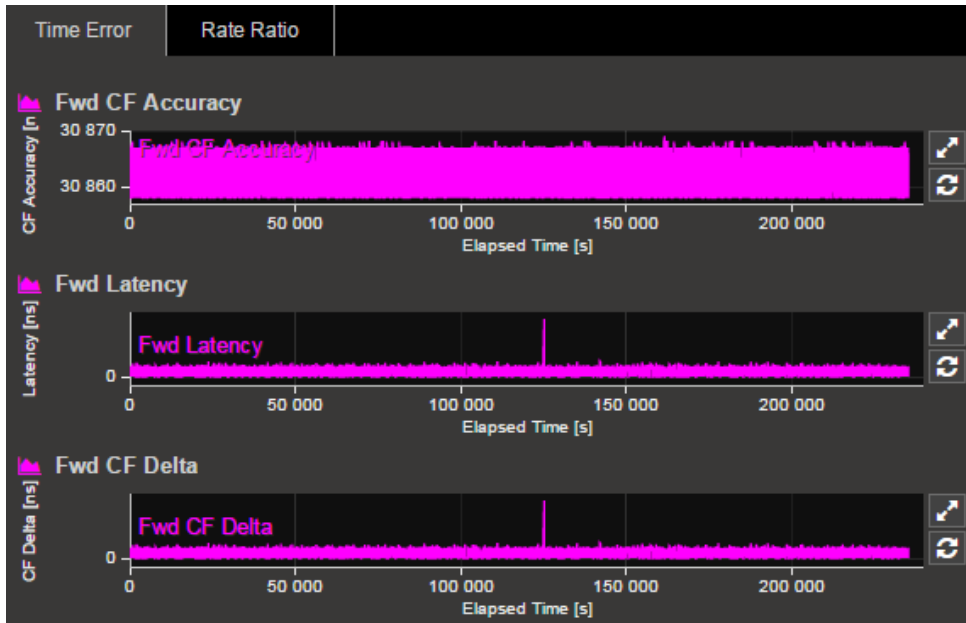 Time Error
Rate Ratio
Fwd CF Accuracy
CF Accuracy [n
30 870
30 860
Fwd CF Accuracy
0 50 000 100 000 150 000 200 000
Elapsed Time [s]
Fwd Latency
Latency [ns]
Fwd Latency
0
0 50 000 100 000 150 000 200 000
Elapsed Time [s]
Fwd CF Delta
CF Delta [ns]
Fwd CF Delta
0
0 50 000 100 000 150 000 200 000
Elapsed Time [s]